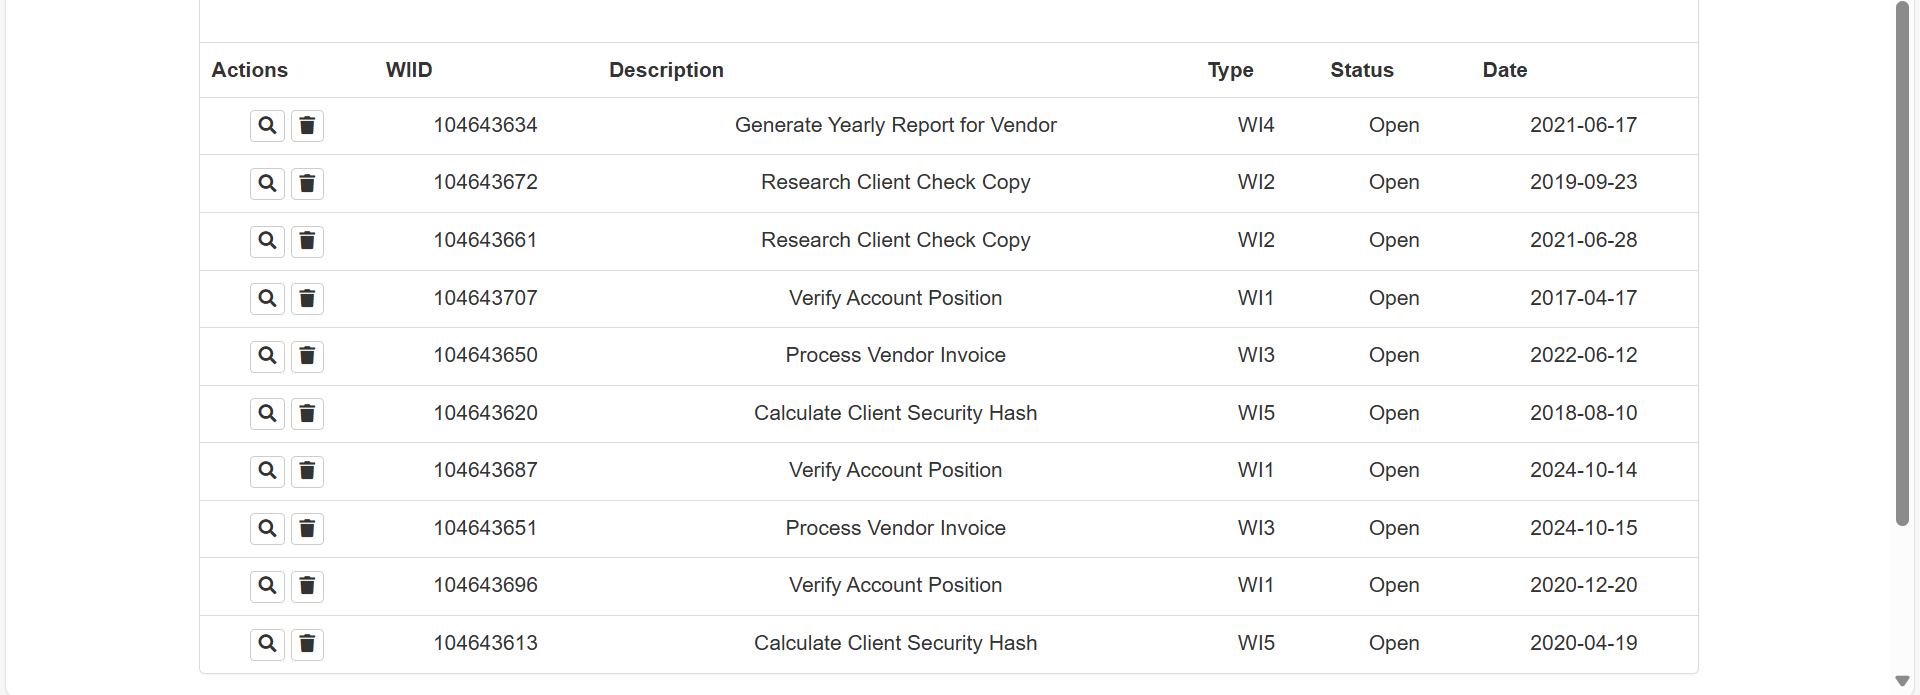 Actions WIID Description Type Status Date
104643634 Generate Yearly Report for Vendor WI4 Open 2021-06-17
104643672 Research Client Check Copy WI2 Open 2019-09-23
104643661 Research Client Check Copy WI2 Open 2021-06-28
104643707 Verify Account Position WI1 Open 2017-04-17
104643650 Process Vendor Invoice WI3 Open 2022-06-12
104643620 Calculate Client Security Hash WI5 Open 2018-08-10
104643687 Verify Account Position WI1 Open 2024-10-14
104643651 Process Vendor Invoice WI3 Open 2024-10-15
104643696 Verify Account Position WI1 Open 2020-12-20
104643613 Calculate Client Security Hash WI5 Open 2020-04-19